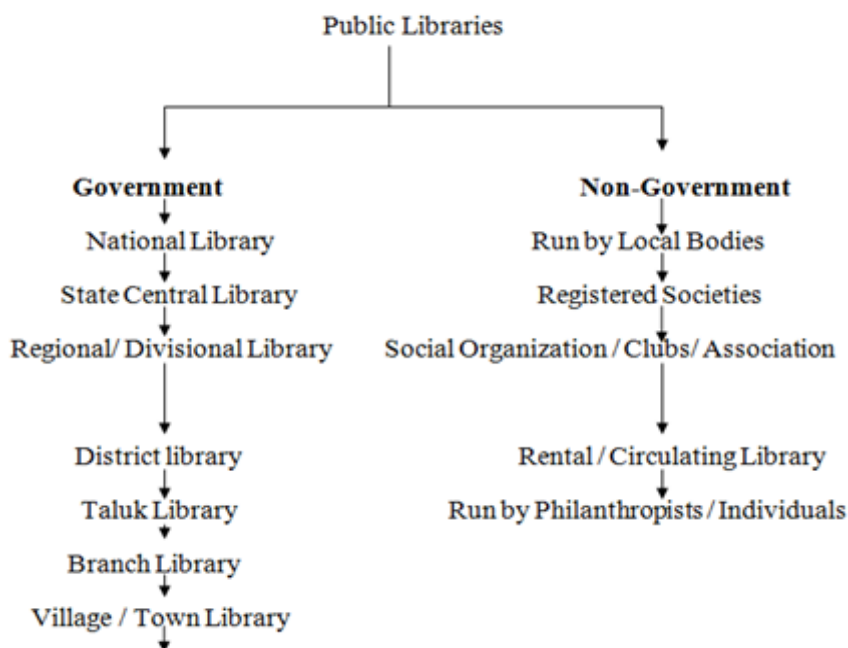 Public Libraries
Government
National Library
State Central Library
Regional/ Divisional Library
District library
Taluk Library
Branch Library
Village / Town Library
Non-Government
Run by Local Bodies
Registered Societies
Social Organization / Clubs/ Association
Rental / Circulating Library
Run by Philanthropists / Individuals